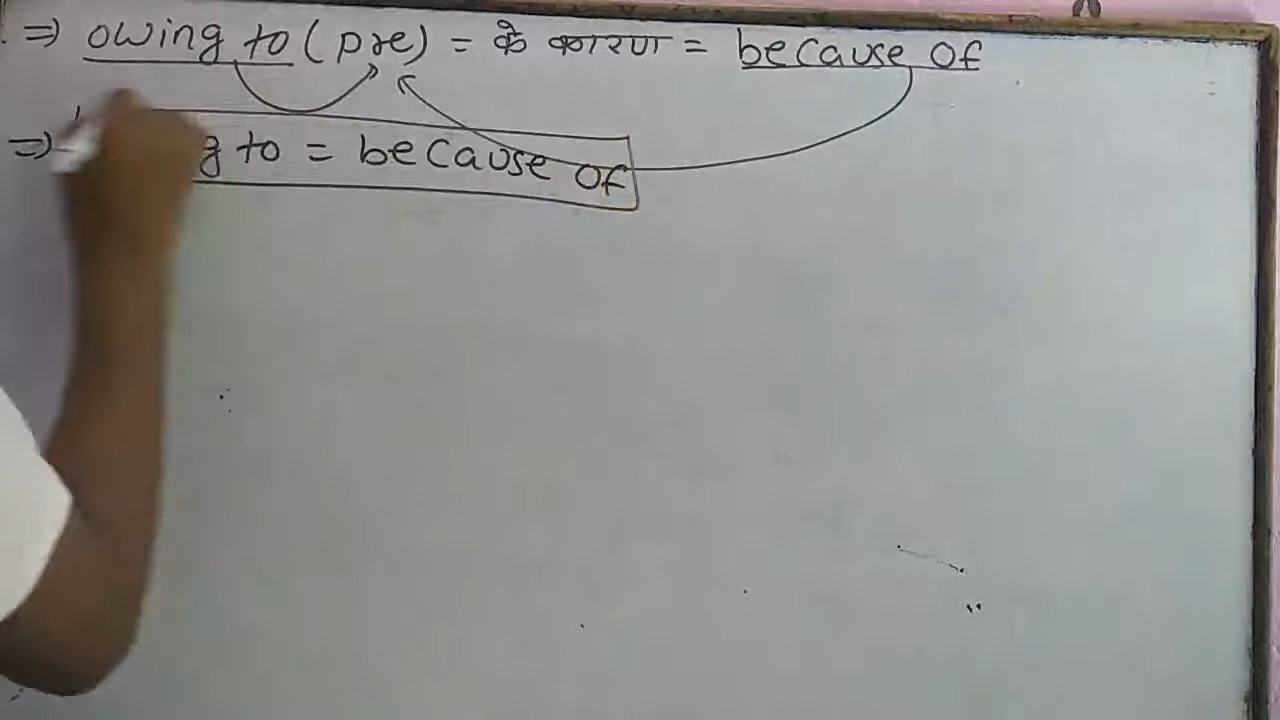 ⇒ owing to (pre) = के कारण = because of
⇒ g to = because of